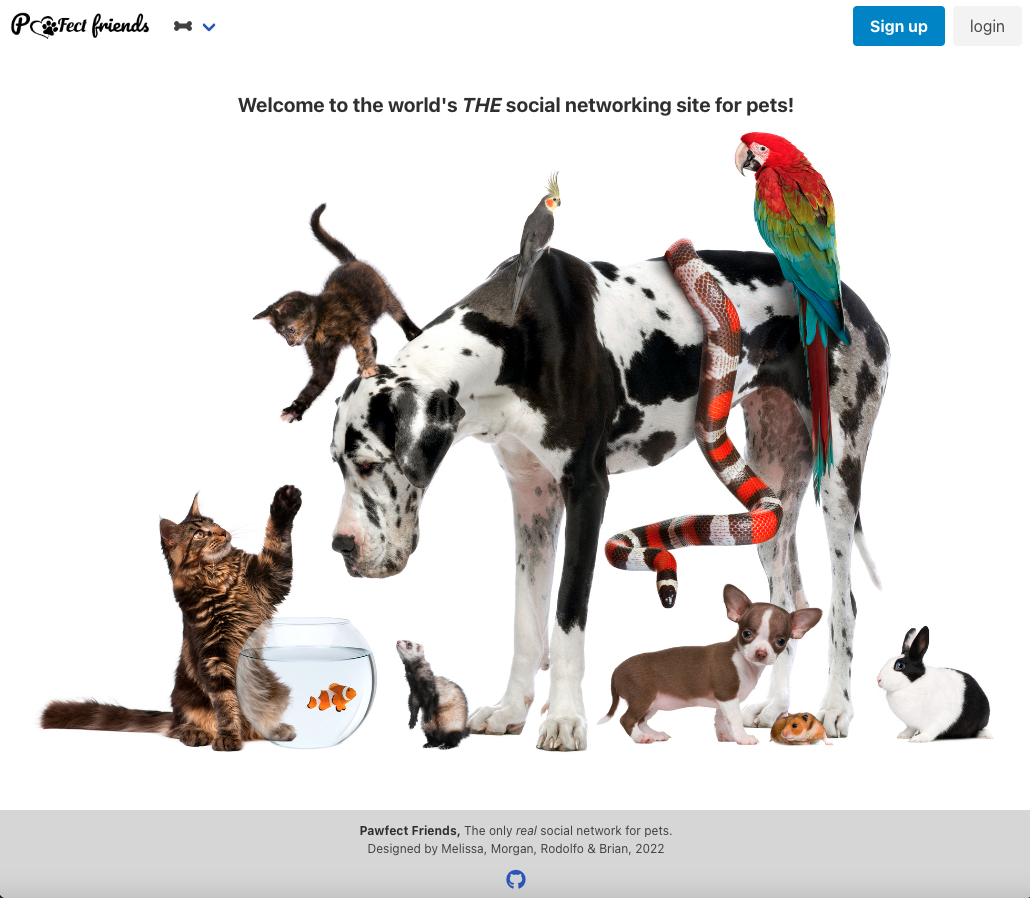 Pawfect friends
Sign up
login
Welcome to the world's THE social networking site for pets!
Pawfect Friends, The only real social network for pets.
Designed by Melissa, Morgan, Rodolfo & Brian, 2022